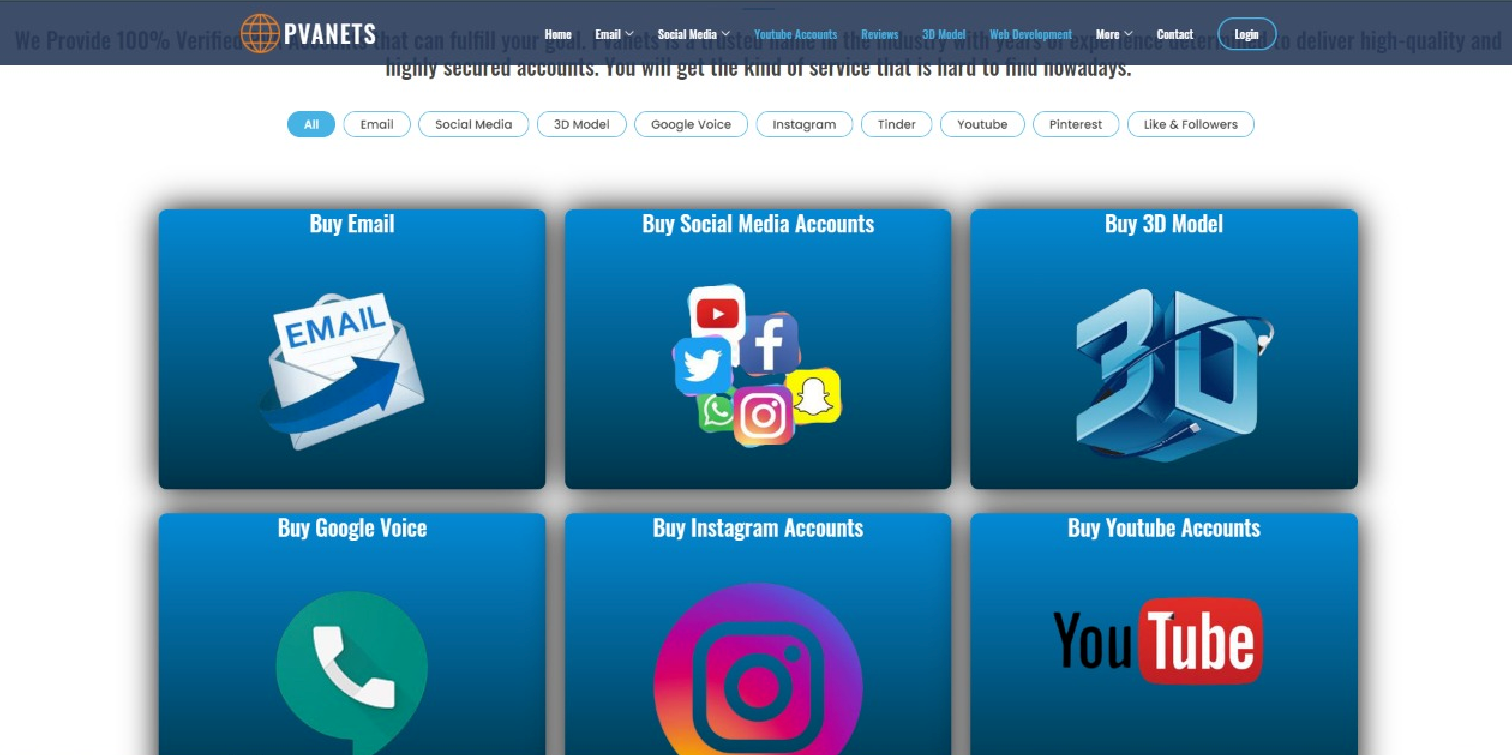 PVANETS
Home Email Social Media Youtube Accounts Reviews 3D Model Web Development More Contact Login
We Provide 100% Verified Accounts that can fulfill your goal. PVanets is a trusted name in the industry with years of experience determined to deliver high-quality and
highly secured accounts. You will get the kind of service that is hard to find nowadays.
All Email Social Media 3D Model Google Voice Instagram Tinder Youtube Pinterest Like & Followers
Buy Email Buy Social Media Accounts Buy 3D Model
EMAIL
3D
Buy Google Voice Buy Instagram Accounts Buy Youtube Accounts
YouTube